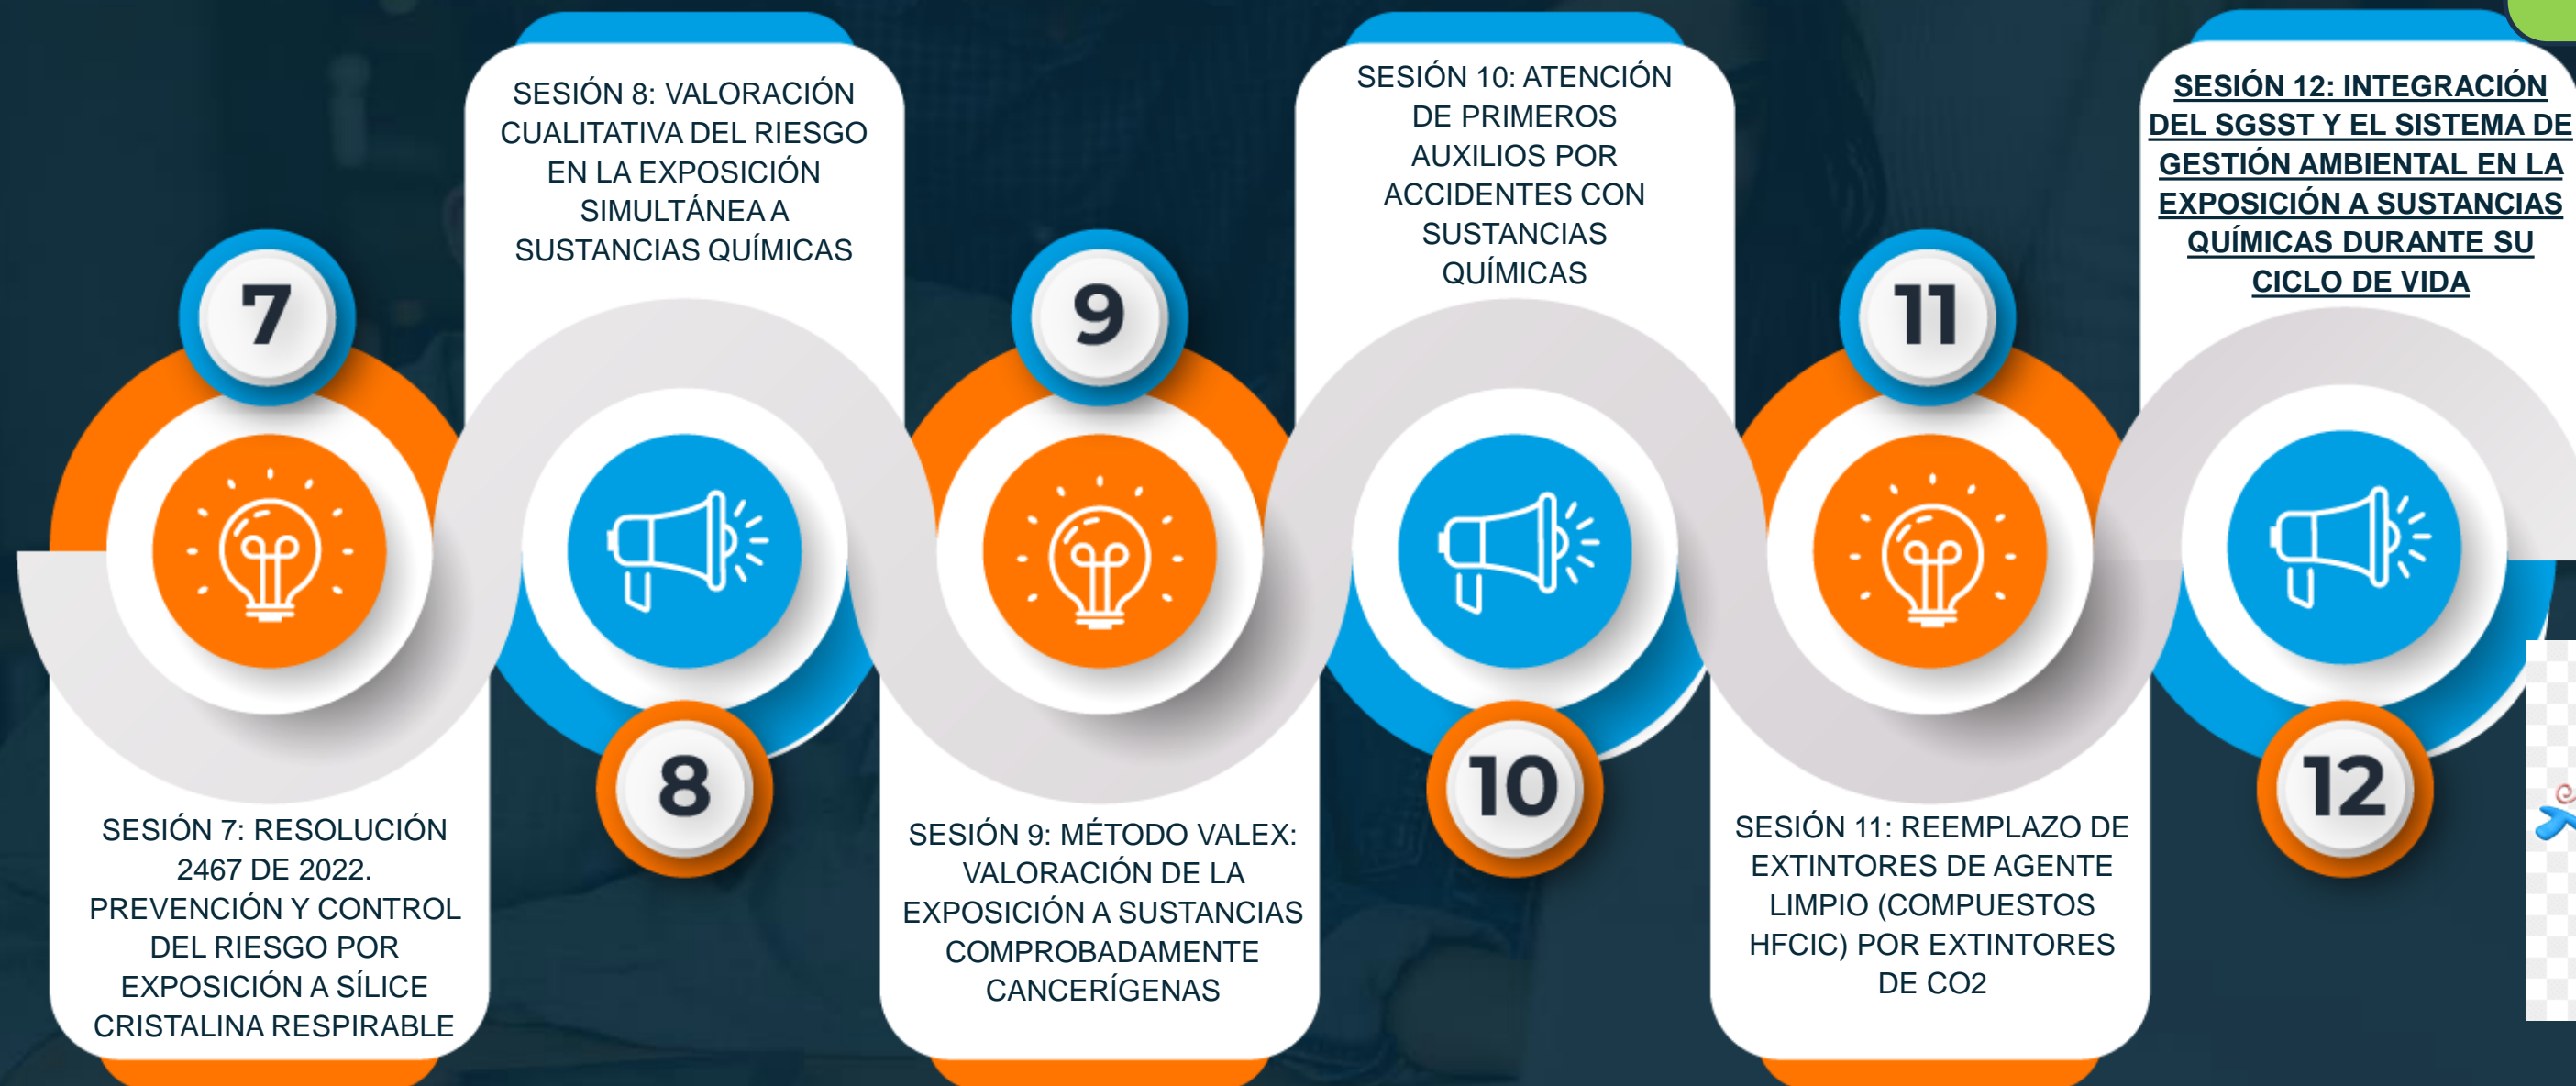 7
SESIÓN 7: RESOLUCIÓN
2467 DE 2022.
PREVENCIÓN Y CONTROL
DEL RIESGO POR
EXPOSICIÓN A SÍLICE
CRISTALINA RESPIRABLE
SESIÓN 8: VALORACIÓN
CUALITATIVA DEL RIESGO
EN LA EXPOSICIÓN
SIMULTÁNEA A
SUSTANCIAS QUÍMICAS
8
9
SESIÓN 9: MÉTODO VALEX:
VALORACIÓN DE LA
EXPOSICIÓN A SUSTANCIAS
COMPROBADAMENTE
CANCERÍGENAS
SESIÓN 10: ATENCIÓN
DE PRIMEROS
AUXILIOS POR
ACCIDENTES CON
SUSTANCIAS
QUÍMICAS
10
11
SESIÓN 11: REEMPLAZO DE
EXTINTORES DE AGENTE
LIMPIO (COMPUESTOS
HFCIC) POR EXTINTORES
DE CO2
SESIÓN 12: INTEGRACIÓN
DEL SGSST Y EL SISTEMA DE
GESTIÓN AMBIENTAL EN LA
EXPOSICIÓN A SUSTANCIAS
QUÍMICAS DURANTE SU
CICLO DE VIDA
12